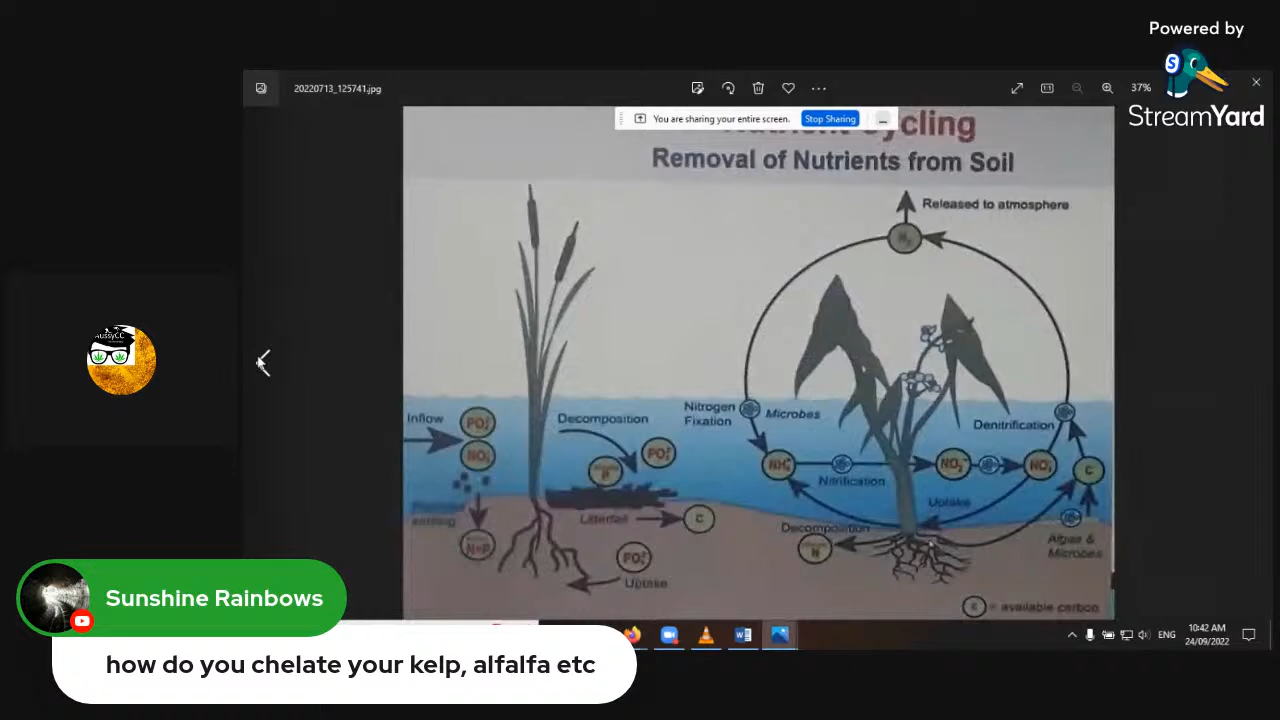 Powered by
StreamYard
20220713_125741.jpg
37%
You are sharing your entire screen.
Stop Sharing
Cycling
Removal of Nutrients from Soil
Released to atmosphere
Inflow
Decomposition
Nitrogen
Fixation
Microbes
Denitrification
Nitrification
Uptake
Decomposition
Litterfall
C
C
Algae &
Microbes
Uptake
= available carbon
AussyCC
Sunshine Rainbows
how do you chelate your kelp, alfalfa etc
ENG
10:42 AM
24/09/2022